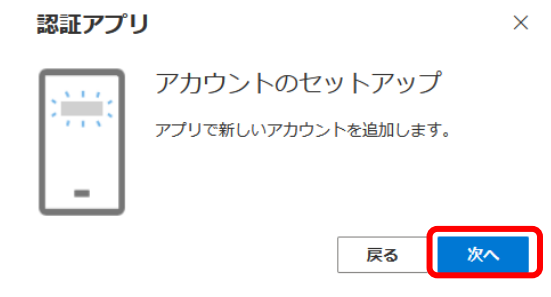 認証アプリ
アカウントのセットアップ
アプリで新しいアカウントを追加します。
戻る
次へ